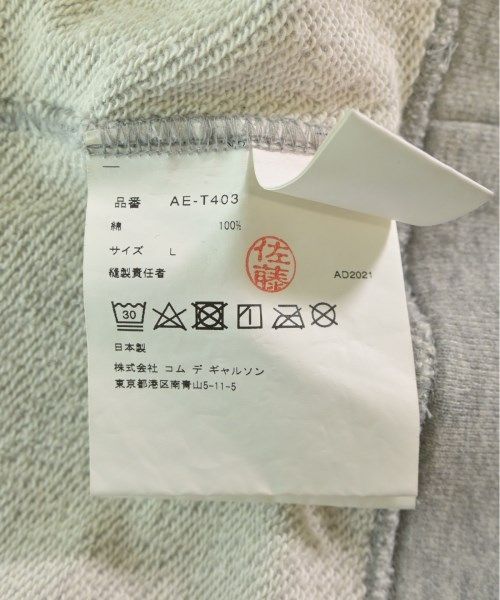 品番 AE-T403
綿 100%
サイズ L
佐藤
縫製責任者 AD2021
30
日本製
株式会社 コム デ ギャルソン
東京都港区南青山5-11-5